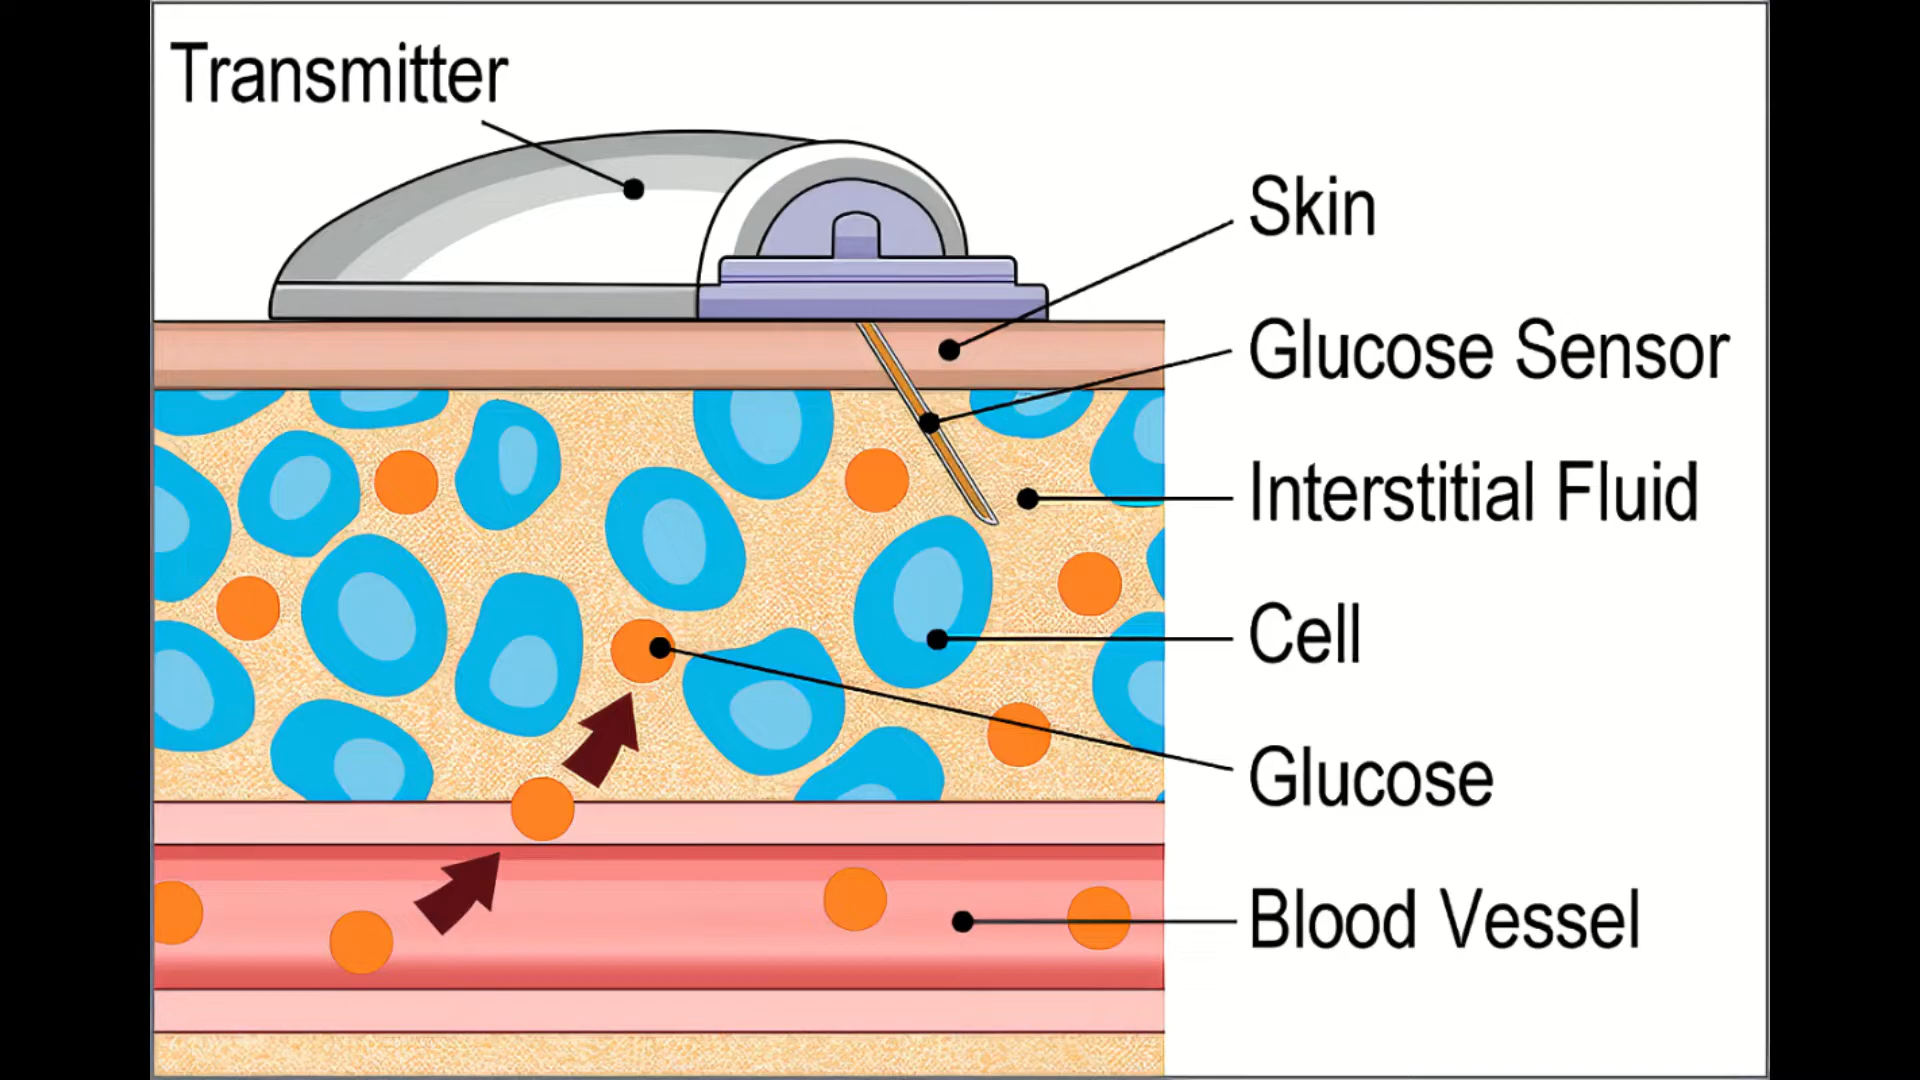 Transmitter
Skin
Glucose Sensor
Interstitial Fluid
Cell
Glucose
Blood Vessel